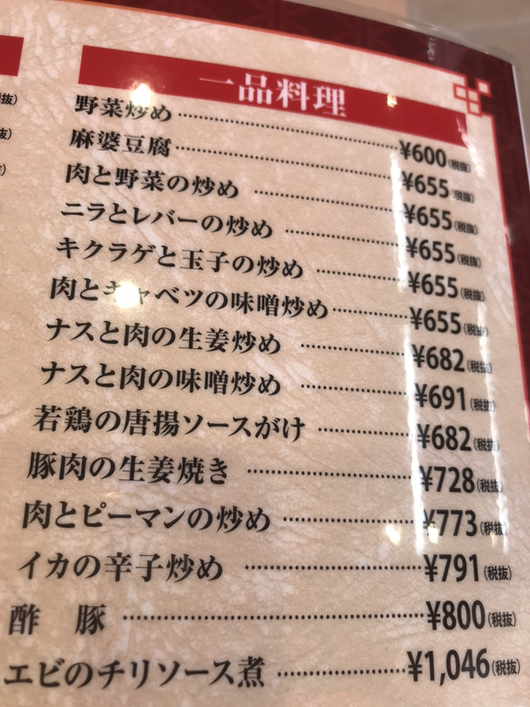 一品料理
野菜炒め ¥600(税抜)
麻婆豆腐 ¥655(税抜)
肉と野菜の炒め ¥655(税抜)
ニラとレバーの炒め ¥655(税抜)
キクラゲと玉子の炒め ¥655(税抜)
肉とキャベツの味噌炒め ¥655(税抜)
ナスと肉の生姜炒め ¥682(税抜)
ナスと肉の味噌炒め ¥691(税抜)
若鶏の唐揚ソースがけ ¥682(税抜)
豚肉の生姜焼き ¥728(税抜)
肉とピーマンの炒め ¥773(税抜)
イカの辛子炒め ¥791(税抜)
酢 豚 ¥800(税抜)
エビのチリソース煮 ¥1,046(税抜)